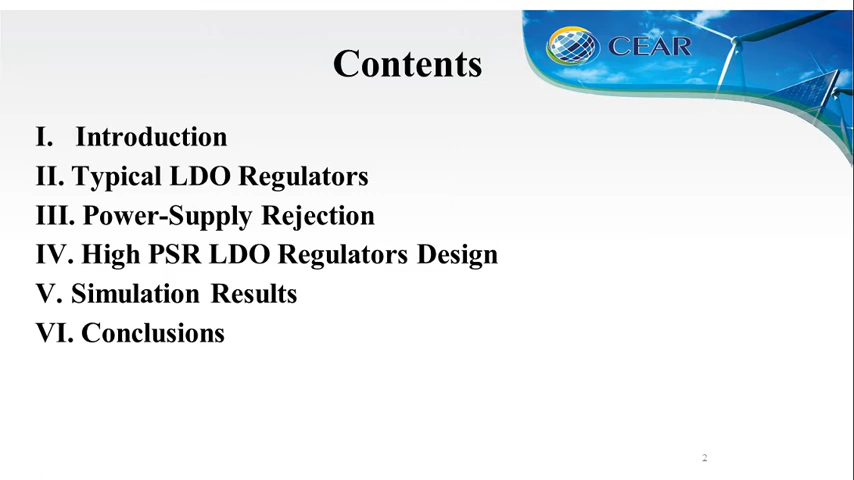 CEAR
Contents
I. Introduction
II. Typical LDO Regulators
III. Power-Supply Rejection
IV. High PSR LDO Regulators Design
V. Simulation Results
VI. Conclusions
2